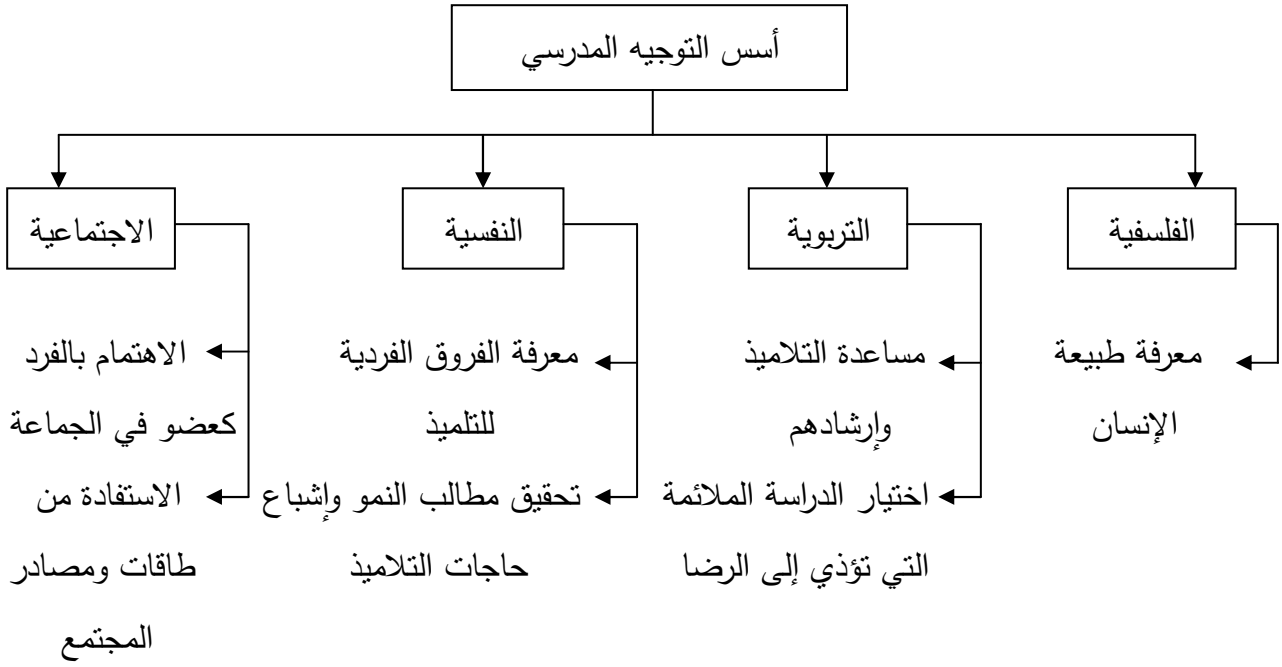 أسس التوجيه المدرسي
الفلسفية
معرفة طبيعة
الإنسان
التربوية
مساعدة التلاميذ
وإرشادهم
اختيار الدراسة الملائمة
التي تؤذي إلى الرضا
النفسية
معرفة الفروق الفردية
للتلميذ
تحقيق مطالب النمو وإشباع
حاجات التلاميذ
الاجتماعية
الاهتمام بالفرد
كعضو في الجماعة
الاستفادة من
طاقات ومصادر
المجتمع